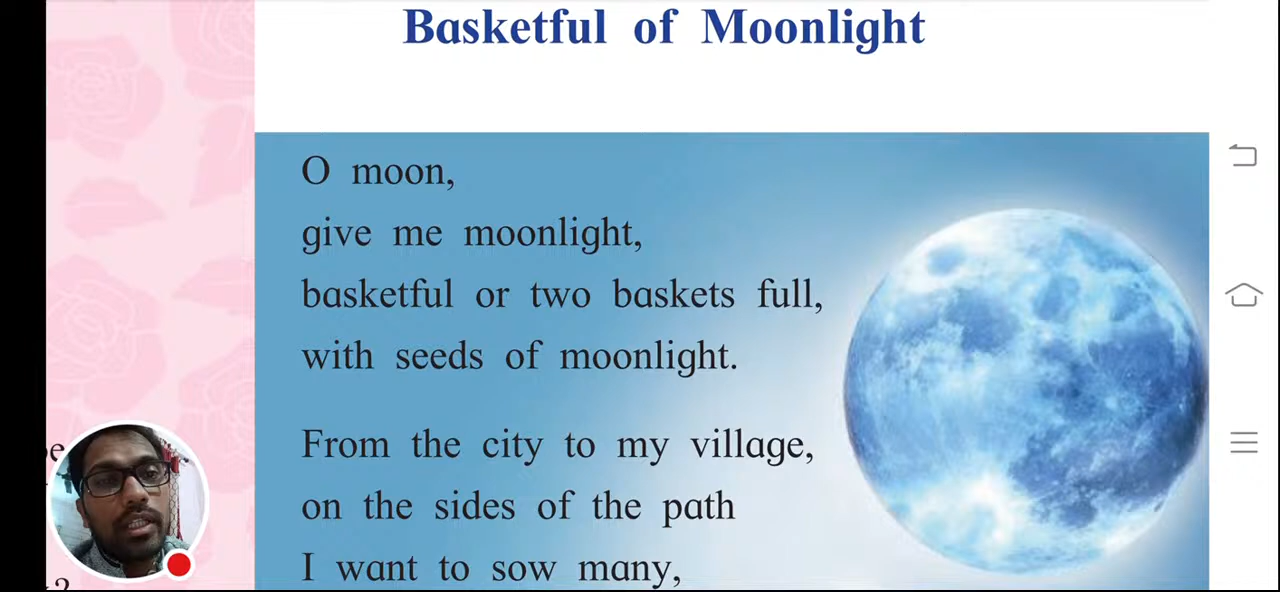 Basketful of Moonlight
O moon,
give me moonlight,
basketful or two baskets full,
with seeds of moonlight.
From the city to my village,
on the sides of the path
I want to sow many,